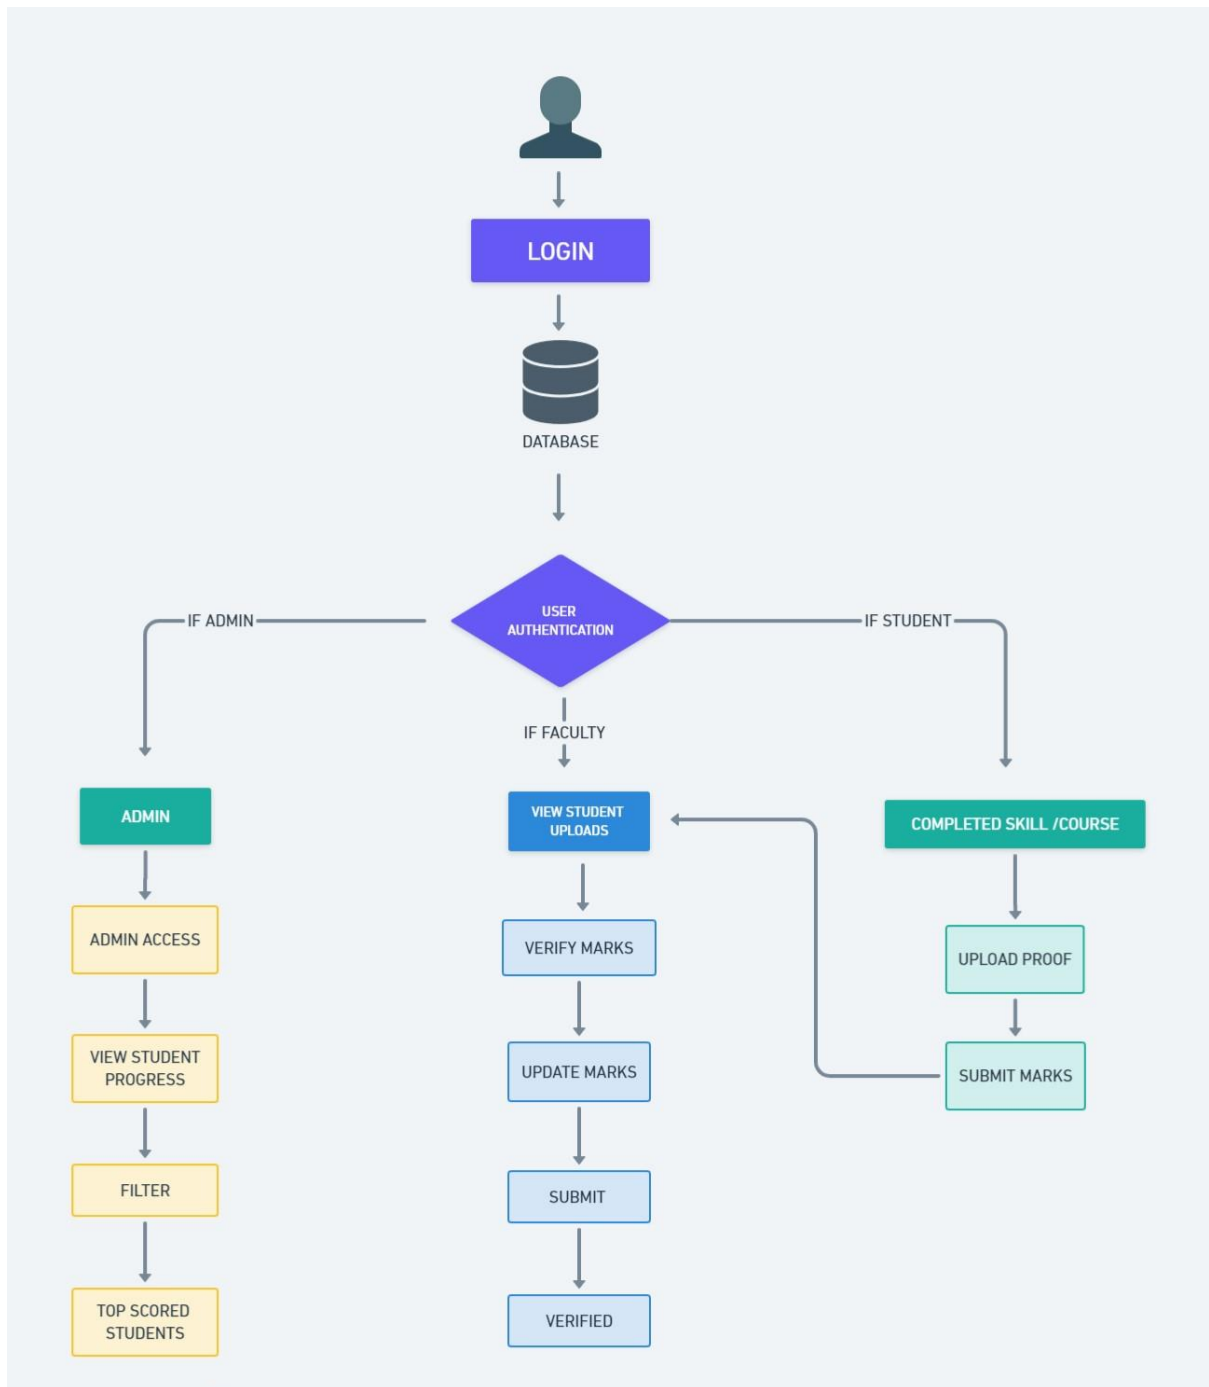 LOGIN
DATABASE
USER
AUTHENTICATION
IF ADMIN
IF STUDENT
IF FACULTY
ADMIN
ADMIN ACCESS
VIEW STUDENT
PROGRESS
FILTER
TOP SCORED
STUDENTS
VIEW STUDENT
UPLOADS
VERIFY MARKS
UPDATE MARKS
SUBMIT
VERIFIED
COMPLETED SKILL /COURSE
UPLOAD PROOF
SUBMIT MARKS